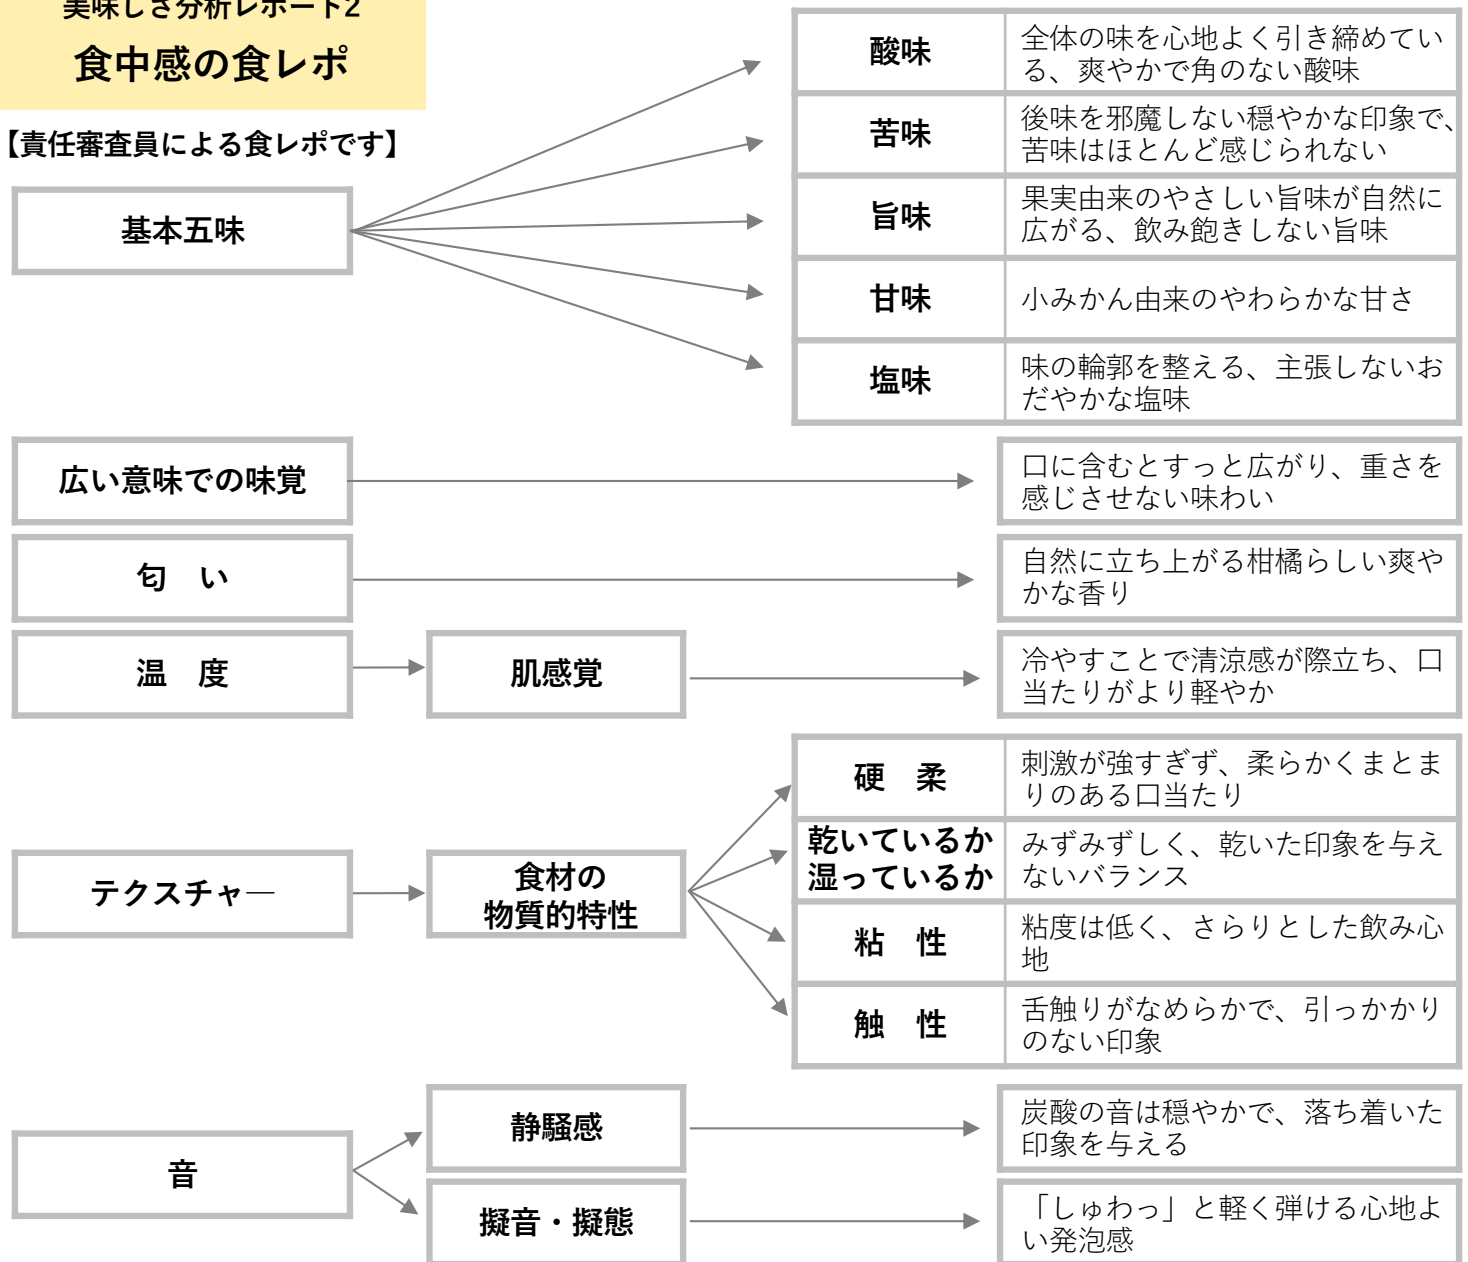 美味しさ分析レポート2
食中感の食レポ
【責任審査員による食レポです】
基本五味
酸味
全体の味を心地よく引き締めてい
る、爽やかで角のない酸味
苦味
後味を邪魔しない穏やかな印象で、
苦味はほとんど感じられない
旨味
果実由来のやさしい旨味が自然に
広がる、飲み飽きしない旨味
甘味
小みかん由来のやわらかな甘さ
塩味
味の輪郭を整える、主張しないお
だやかな塩味
広い意味での味覚
口に含むとすっと広がり、重さを
感じさせない味わい
匂　い
自然に立ち上がる柑橘らしい爽や
かな香り
温　度
肌感覚
冷やすことで清涼感が際立ち、口
当たりがより軽やか
テクスチャ―
食材の
物質的特性
硬　柔
刺激が強すぎず、柔らかくまとま
りのある口当たり
乾いているか
湿っているか
みずみずしく、乾いた印象を与え
ないバランス
粘　性
粘度は低く、さらりとした飲み心
地
触　性
舌触りがなめらかで、引っかかり
のない印象
音
静騒感
炭酸の音は穏やかで、落ち着いた
印象を与える
擬音・擬態
「しゅわっ」と軽く弾ける心地よ
い発泡感